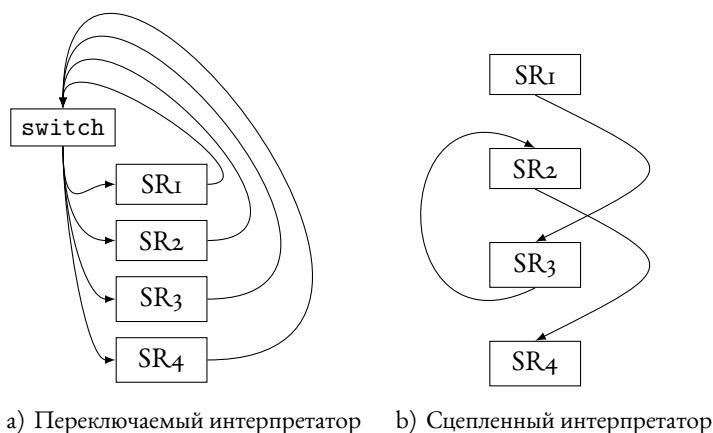 switch
SR1
SR2
SR3
SR4
a) Переключаемый интерпретатор
SR1
SR2
SR3
SR4
b) Сцепленный интерпретатор